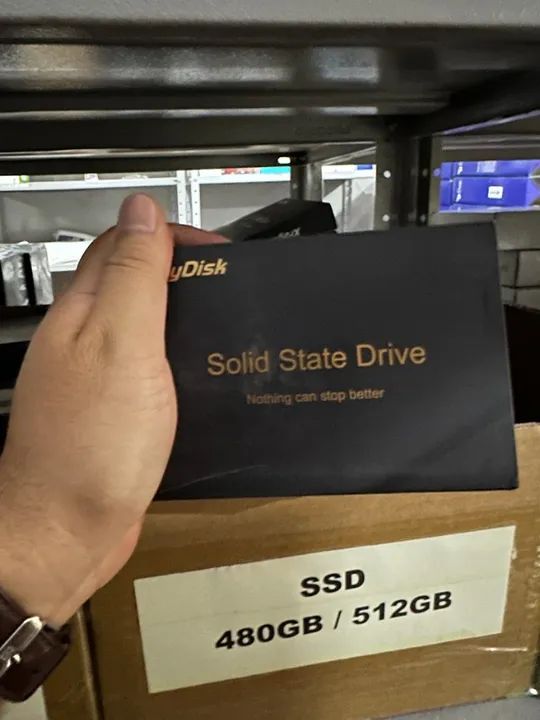 yDisk
Solid State Drive
Nothing can stop better
SSD
480GB / 512GB